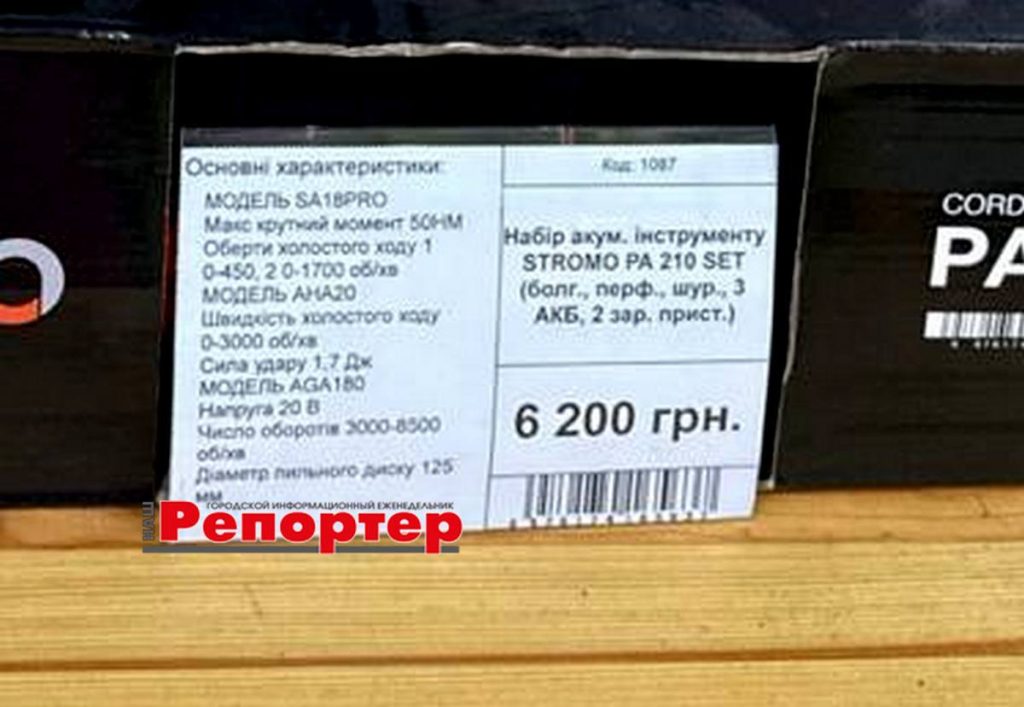 Основні характеристики:
МОДЕЛЬ SA18PRO
Макс крутний момент 50НМ
Оберти холостого ходу 1
0-450, 2 0-1700 об/хв
МОДЕЛЬ AHA20
Швидкість холостого ходу
0-3000 об/хв
Сила удару 1.7 Дж
МОДЕЛЬ AGA180
Напруга 20 В
Число оборотів 3000-8500
об/хв
Діаметр пильного диску 125
мм
Код: 1087
Набір акум. інструменту
STROMO PA 210 SET
(болг., перф., шур., 3
АКБ, 2 зар. прист.)
6 200 грн.
CORD
PA
НАШ
ГОРОДСКОЙ ИНФОРМАЦИОННЫЙ ЕЖЕНЕДЕЛЬНИК
Репортер